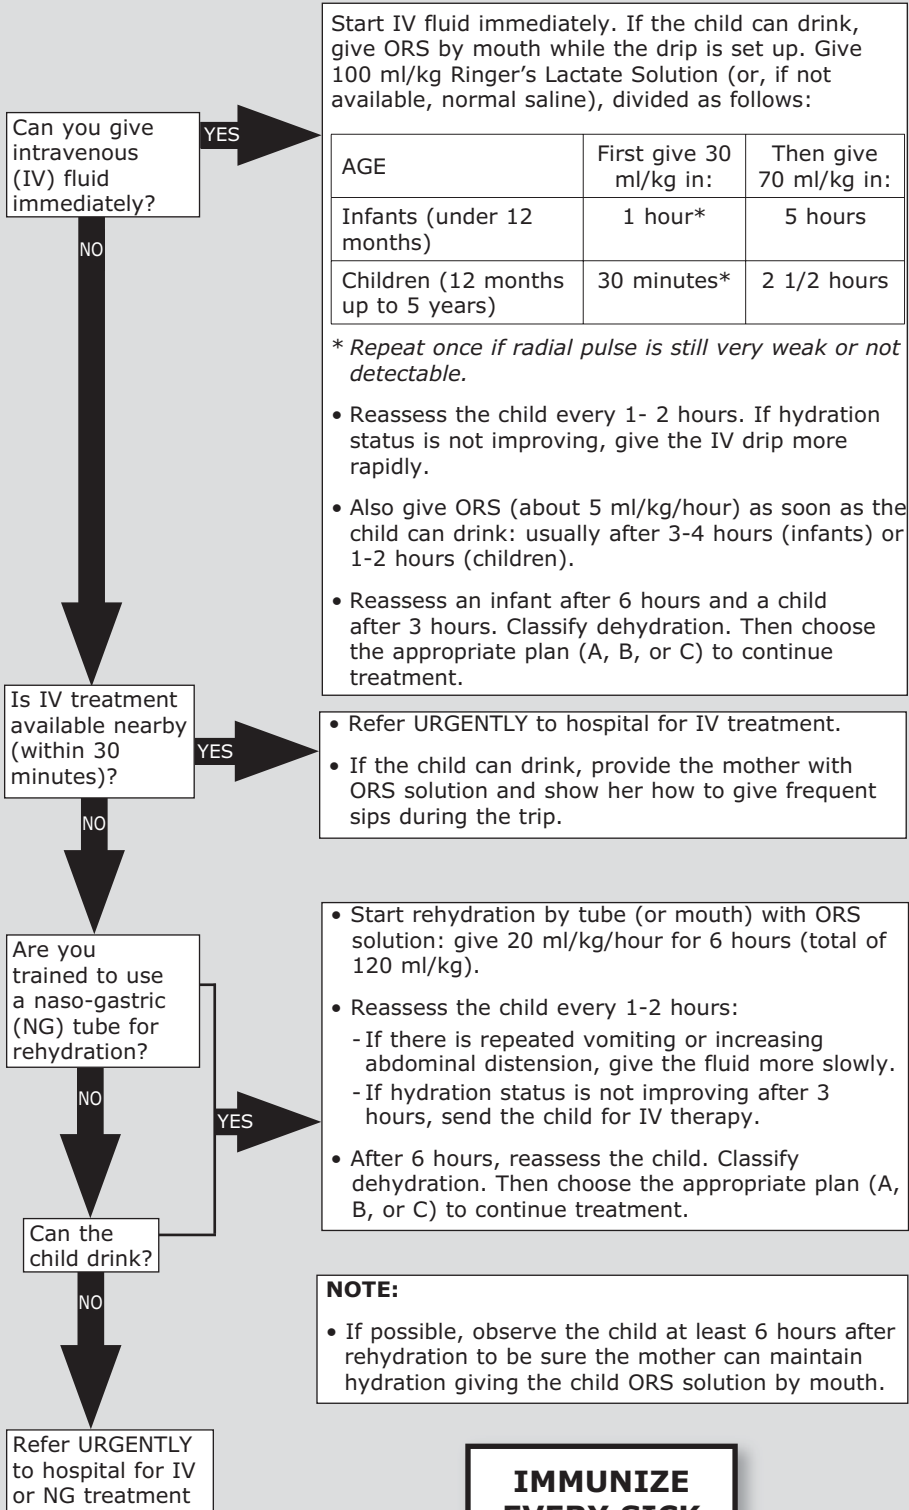 Start IV fluid immediately. If the child can drink,
give ORS by mouth while the drip is set up. Give
100 ml/kg Ringer's Lactate Solution (or, if not
available, normal saline), divided as follows:
Can you give
intravenous
(IV) fluid
immediately?
YES
AGE
First give 30
ml/kg in:
Then give
70 ml/kg in:
Infants (under 12
months)
1 hour*
5 hours
Children (12 months
up to 5 years)
30 minutes*
2 1/2 hours
NO
* Repeat once if radial pulse is still very weak or not
detectable.
• Reassess the child every 1- 2 hours. If hydration
status is not improving, give the IV drip more
rapidly.
• Also give ORS (about 5 ml/kg/hour) as soon as the
child can drink: usually after 3-4 hours (infants) or
1-2 hours (children).
• Reassess an infant after 6 hours and a child
after 3 hours. Classify dehydration. Then choose
the appropriate plan (A, B, or C) to continue
treatment.
Is IV treatment
available nearby
(within 30
minutes)?
YES
• Refer URGENTLY to hospital for IV treatment.
• If the child can drink, provide the mother with
ORS solution and show her how to give frequent
sips during the trip.
NO
Are you
trained to use
a naso-gastric
(NG) tube for
rehydration?
• Start rehydration by tube (or mouth) with ORS
solution: give 20 ml/kg/hour for 6 hours (total of
120 ml/kg).
• Reassess the child every 1-2 hours:
- If there is repeated vomiting or increasing
abdominal distension, give the fluid more slowly.
- If hydration status is not improving after 3
hours, send the child for IV therapy.
• After 6 hours, reassess the child. Classify
dehydration. Then choose the appropriate plan (A,
B, or C) to continue treatment.
NO
YES
Can the
child drink?
NO
NOTE:
• If possible, observe the child at least 6 hours after
rehydration to be sure the mother can maintain
hydration giving the child ORS solution by mouth.
Refer URGENTLY
to hospital for IV
or NG treatment
IMMUNIZE
EVERY SICK